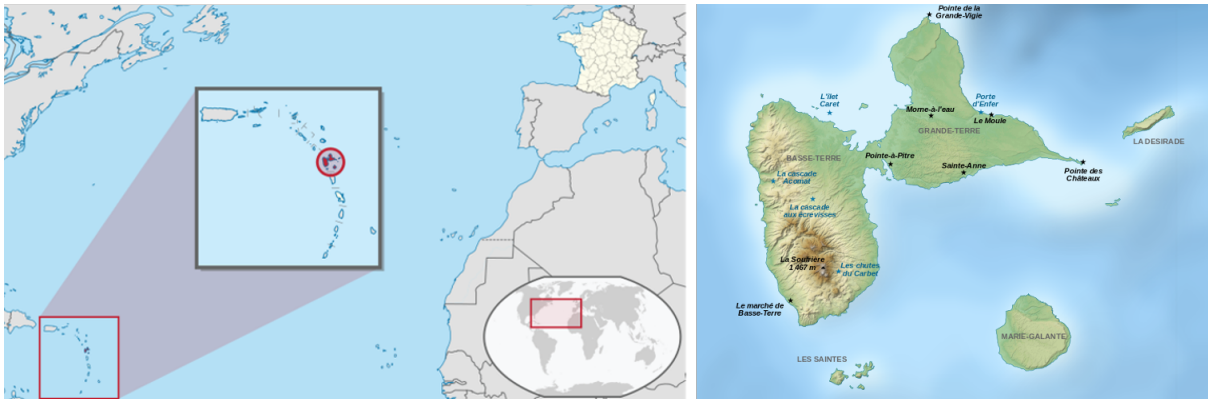 Pointe de la
Grande-Vigie
L'îlet
Caret
Porte
d'Enfer
Morne-à-l'eau
Le Moule
GRANDE-TERRE
LA DESIRADE
BASSE-TERRE
Pointe-à-Pitre
Sainte-Anne
Pointe des
Châteaux
La cascade
Acomat
La cascade
aux écrevisses
La Soufrière
1 467 m
Les chutes
du Carbet
Le marché de
Basse-Terre
MARIE-GALANTE
LES SAINTES